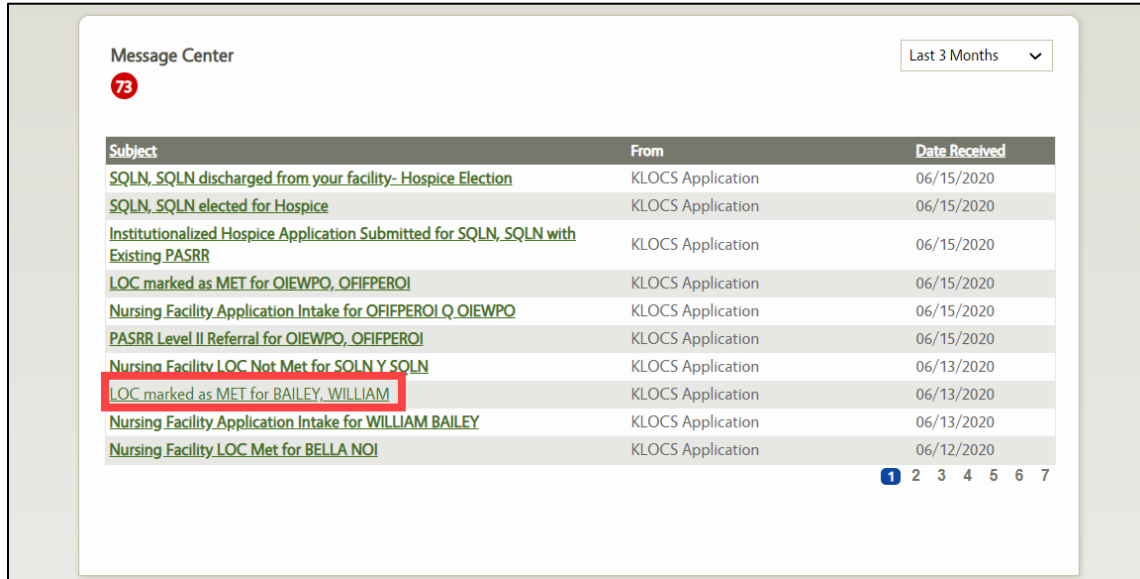 Message Center
Last 3 Months
73
Subject From Date Received
SQLN, SQLN discharged from your facility- Hospice Election KLOCS Application 06/15/2020
SQLN, SQLN elected for Hospice KLOCS Application 06/15/2020
Institutionalized Hospice Application Submitted for SQLN, SQLN with
Existing PASRR KLOCS Application 06/15/2020
LOC marked as MET for OIEWPO, OFIFPEROI KLOCS Application 06/15/2020
Nursing Facility Application Intake for OFIFPEROI Q OIEWPO KLOCS Application 06/15/2020
PASRR Level II Referral for OIEWPO, OFIFPEROI KLOCS Application 06/15/2020
Nursing Facility LOC Not Met for SQLN Y SQLN KLOCS Application 06/13/2020
LOC marked as MET for BAILEY, WILLIAM KLOCS Application 06/13/2020
Nursing Facility Application Intake for WILLIAM BAILEY KLOCS Application 06/13/2020
Nursing Facility LOC Met for BELLA NOI KLOCS Application 06/12/2020
1 2 3 4 5 6 7